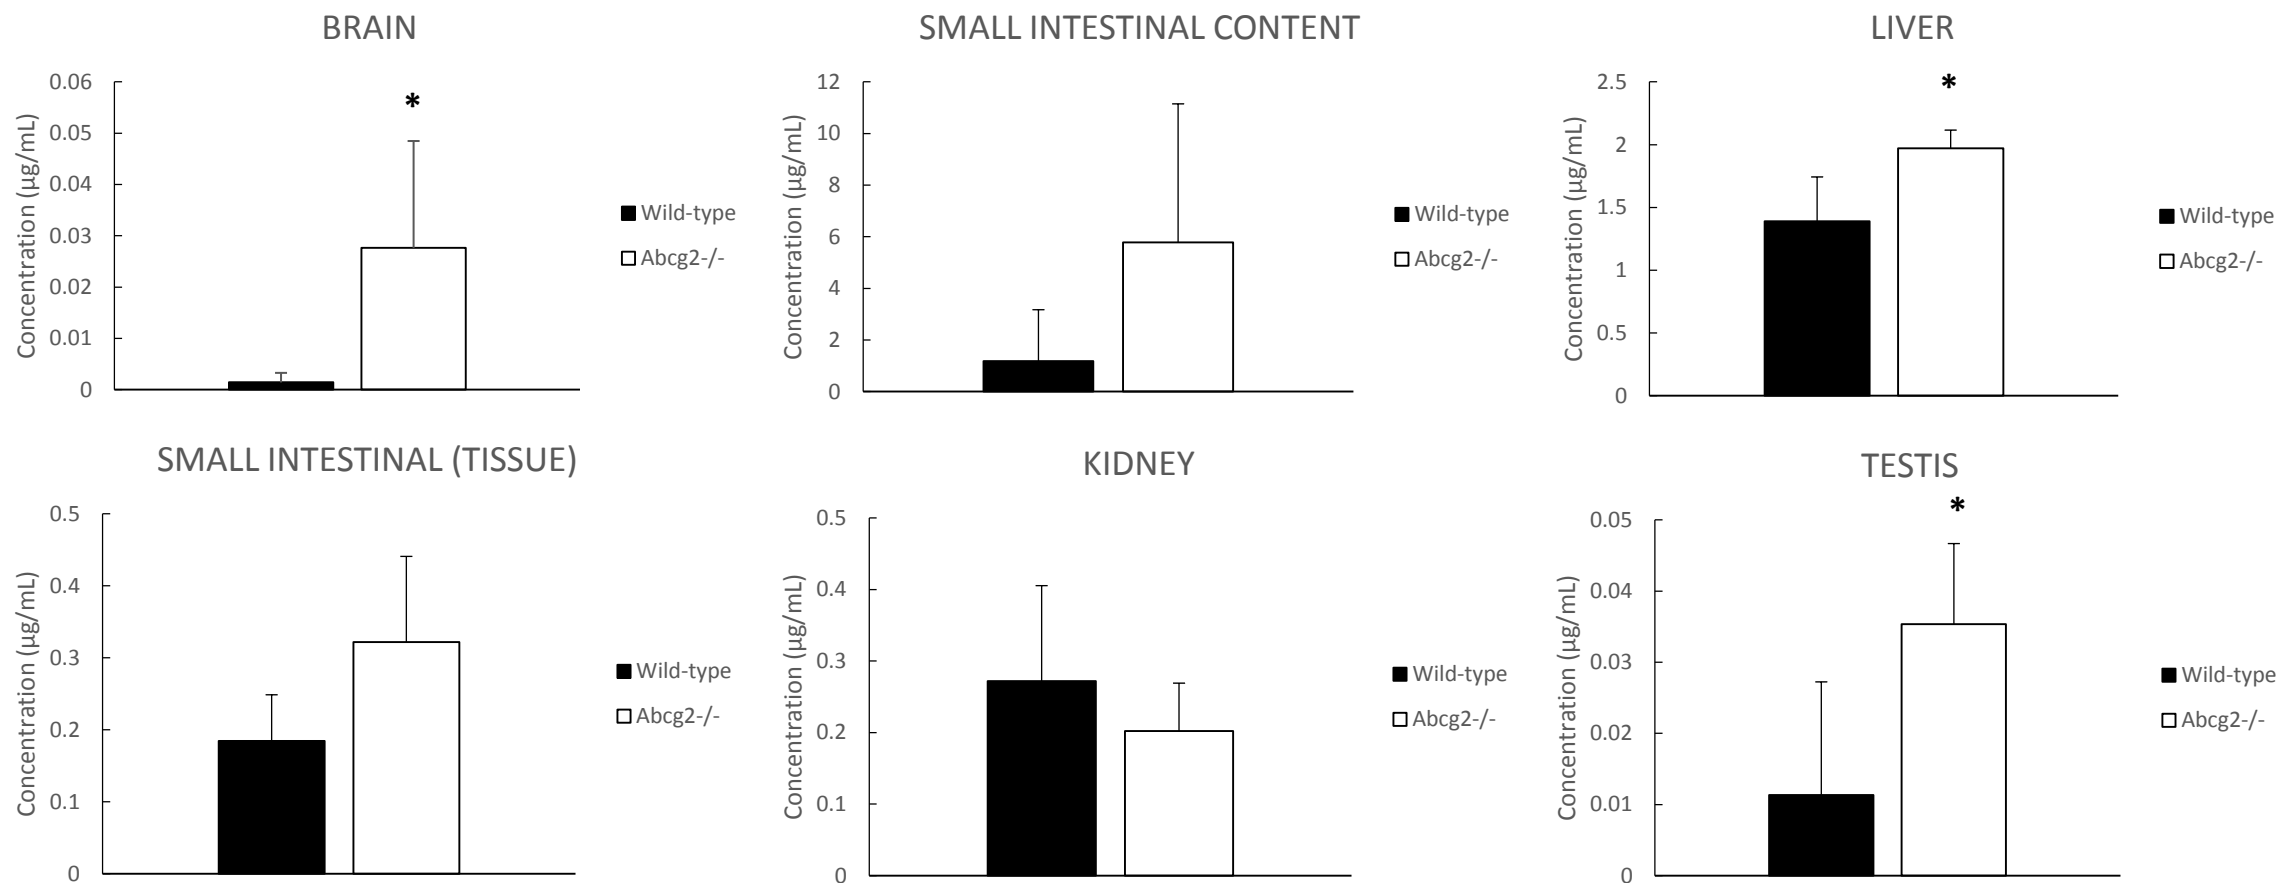 BRAIN
Concentration (µg/mL)
0.06
0.05
0.04
0.03
0.02
0.01
0
*
Wild-type
Abcg2-/-
SMALL INTESTINAL CONTENT
Concentration (µg/mL)
12
10
8
6
4
2
0
Wild-type
Abcg2-/-
LIVER
Concentration (µg/mL)
2.5
2
1.5
1
0.5
0
*
Wild-type
Abcg2-/-
SMALL INTESTINAL (TISSUE)
Concentration (µg/mL)
0.5
0.4
0.3
0.2
0.1
0
Wild-type
Abcg2-/-
KIDNEY
Concentration (µg/mL)
0.5
0.4
0.3
0.2
0.1
0
Wild-type
Abcg2-/-
TESTIS
Concentration (µg/mL)
0.05
0.04
0.03
0.02
0.01
0
*
Wild-type
Abcg2-/-